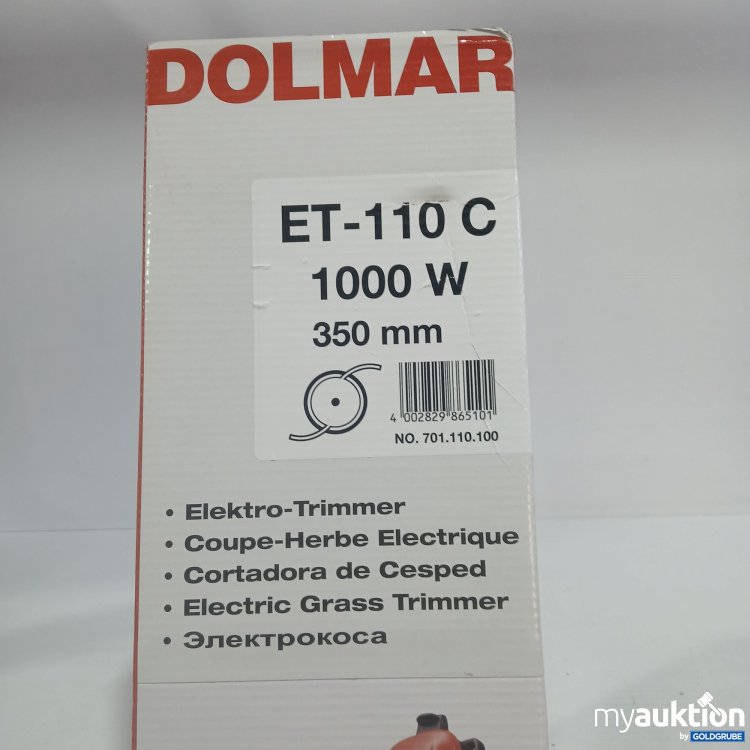 DOLMAR
ET-110 C
1000 W
350 mm
4 002829 865101
NO. 701.110.100
• Elektro-Trimmer
• Coupe-Herbe Electrique
• Cortadora de Cesped
• Electric Grass Trimmer
• Электрокоса
myauktion
by GOLDGRUBE